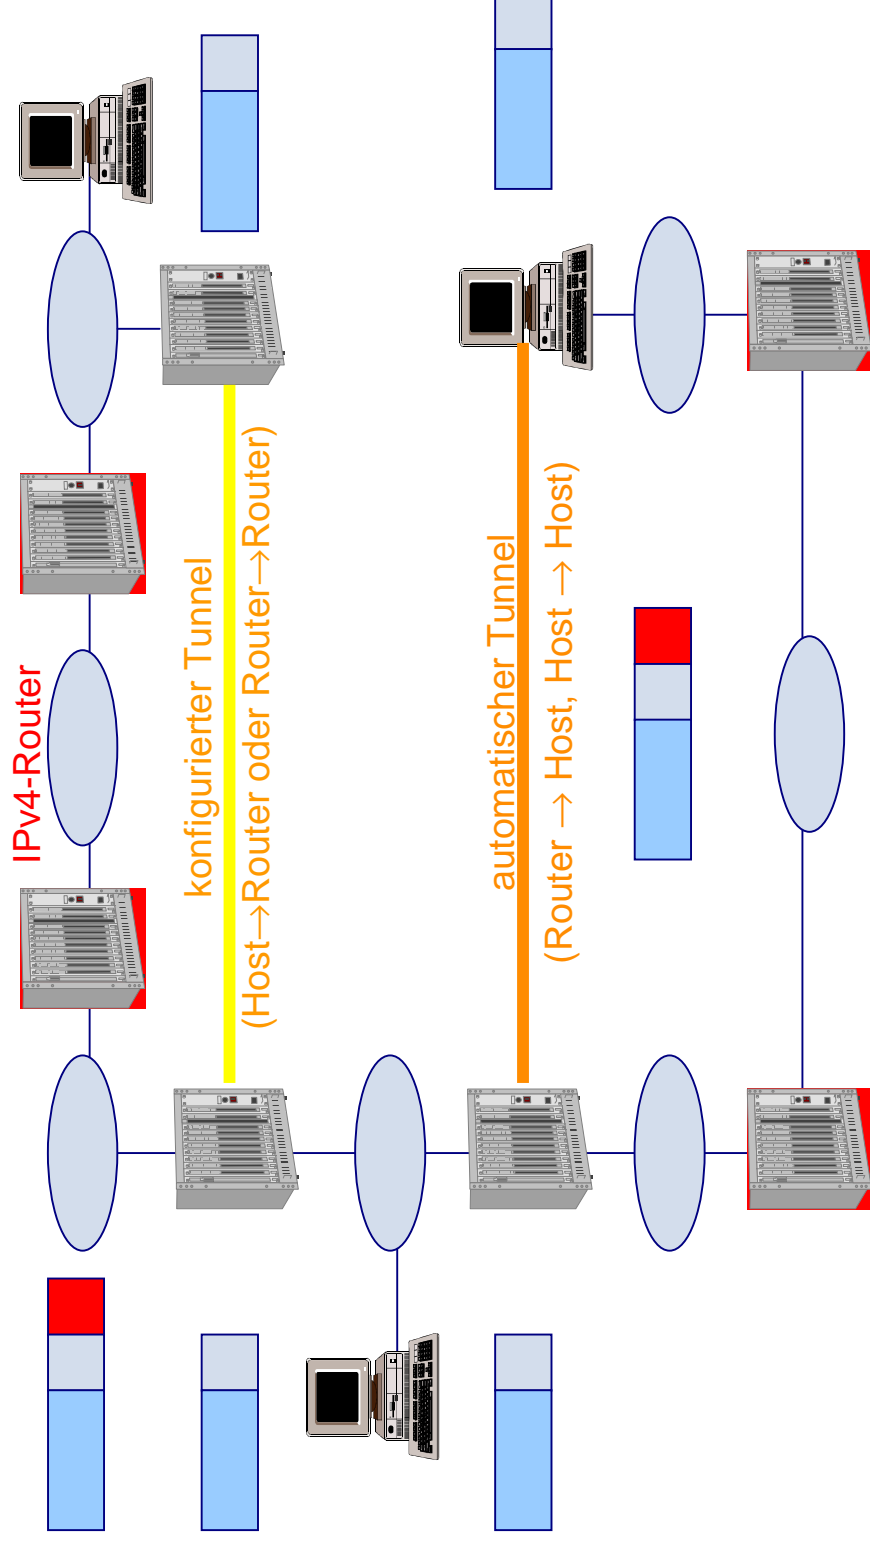 IPv4-Router
konfigurierter Tunnel
(Host→Router oder Router→Router)
automatischer Tunnel
(Router → Host, Host → Host)